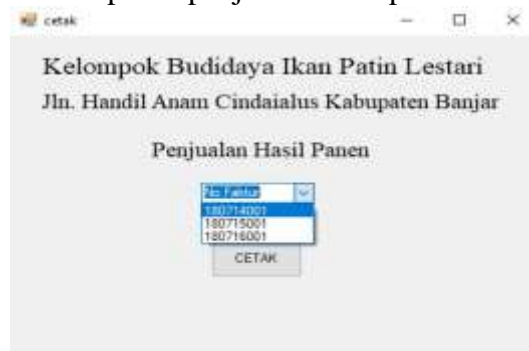 cetak
Kelompok Budidaya Ikan Patin Lestari
Jln. Handil Anam Cindaialus Kabupaten Banjar
Penjualan Hasil Panen
No Faktur
180714001
180715001
180716001
CETAK